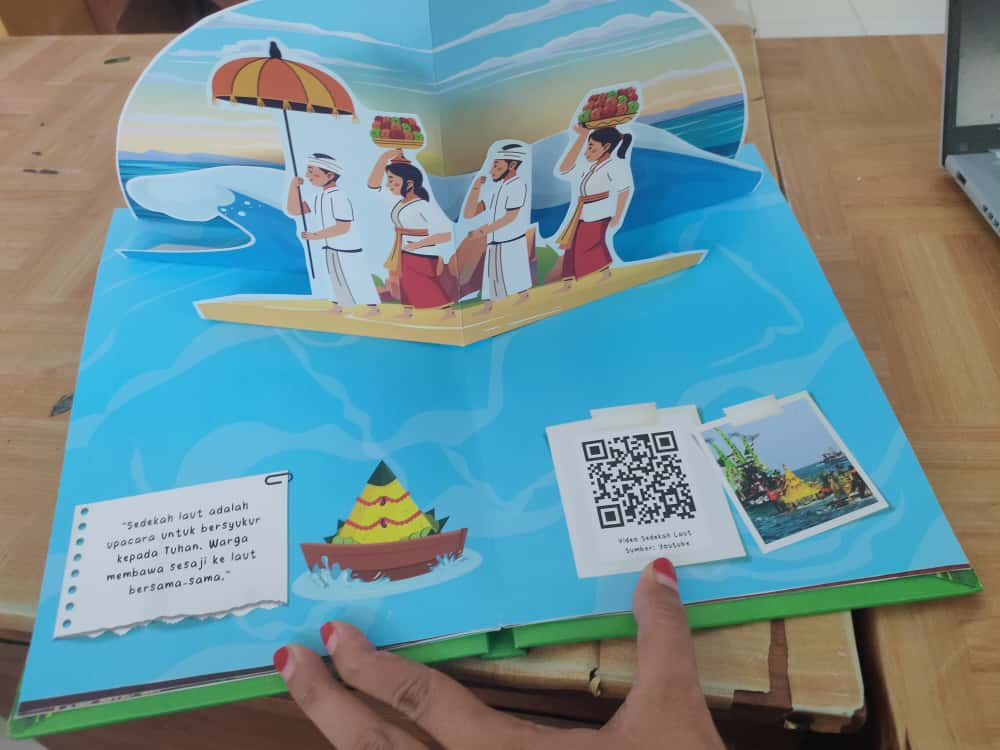 "Sedekah laut adalah
upacara untuk bersyukur
kepada Tuhan. Warga
membawa sesaji ke laut
bersama-sama."
Video Sedekah Laut
Sumber: Youtube